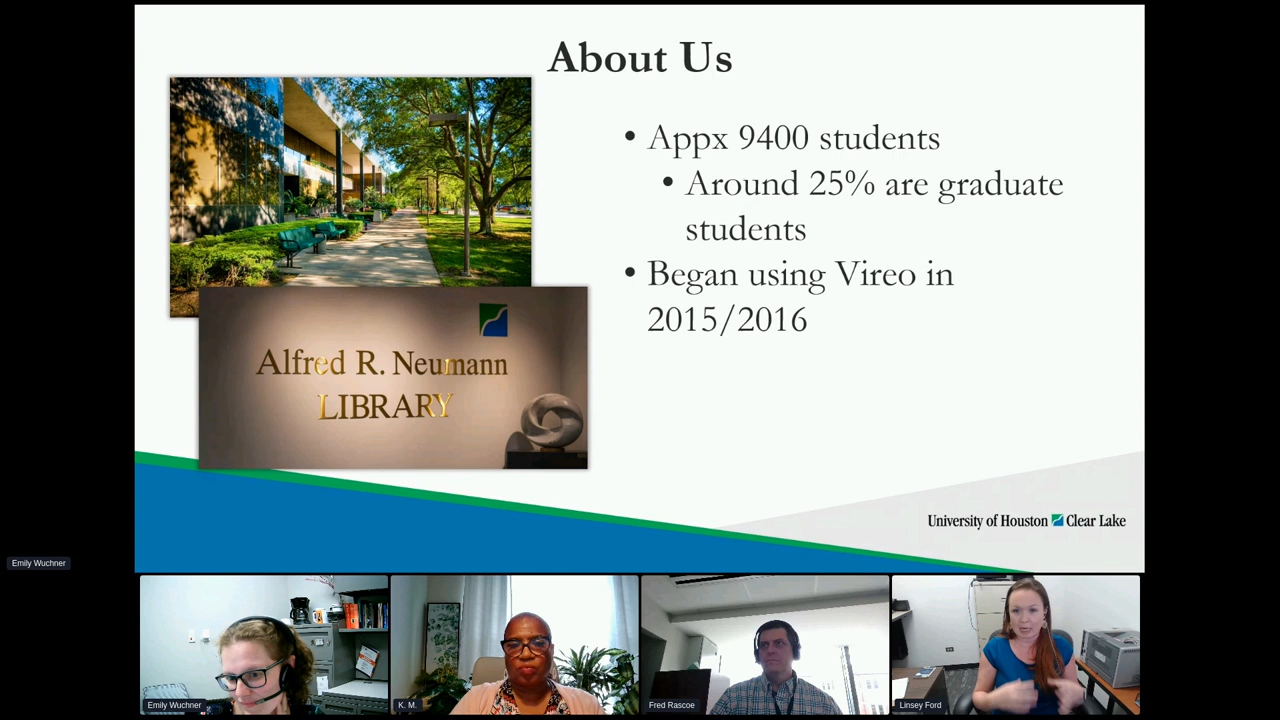 About Us
• Appx 9400 students
• Around 25% are graduate
students
• Began using Vireo in
2015/2016
Alfred R. Neumann
LIBRARY
University of Houston Clear Lake
Emily Wuchner
Emily Wuchner
K. M.
Fred Rascoe
Linsey Ford